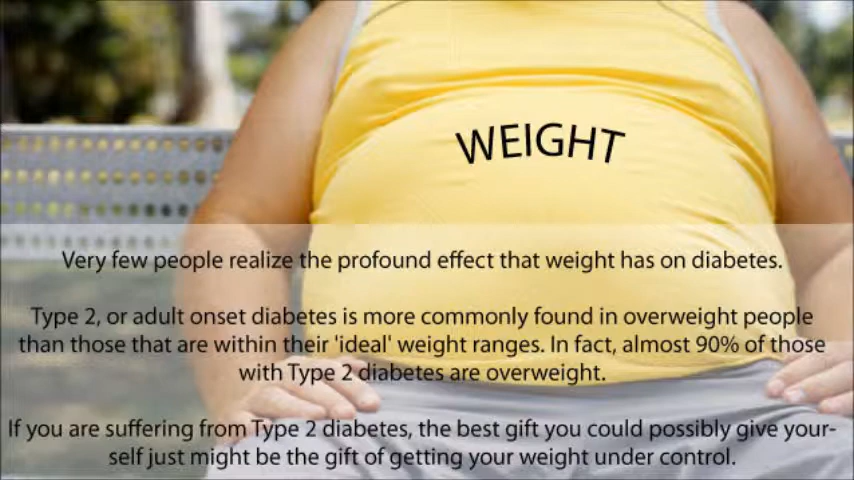 WEIGHT
Very few people realize the profound effect that weight has on diabetes.
Type 2, or adult onset diabetes is more commonly found in overweight people
than those that are within their 'ideal' weight ranges. In fact, almost 90% of those
with Type 2 diabetes are overweight.
If you are suffering from Type 2 diabetes, the best gift you could possibly give your-
self just might be the gift of getting your weight under control.